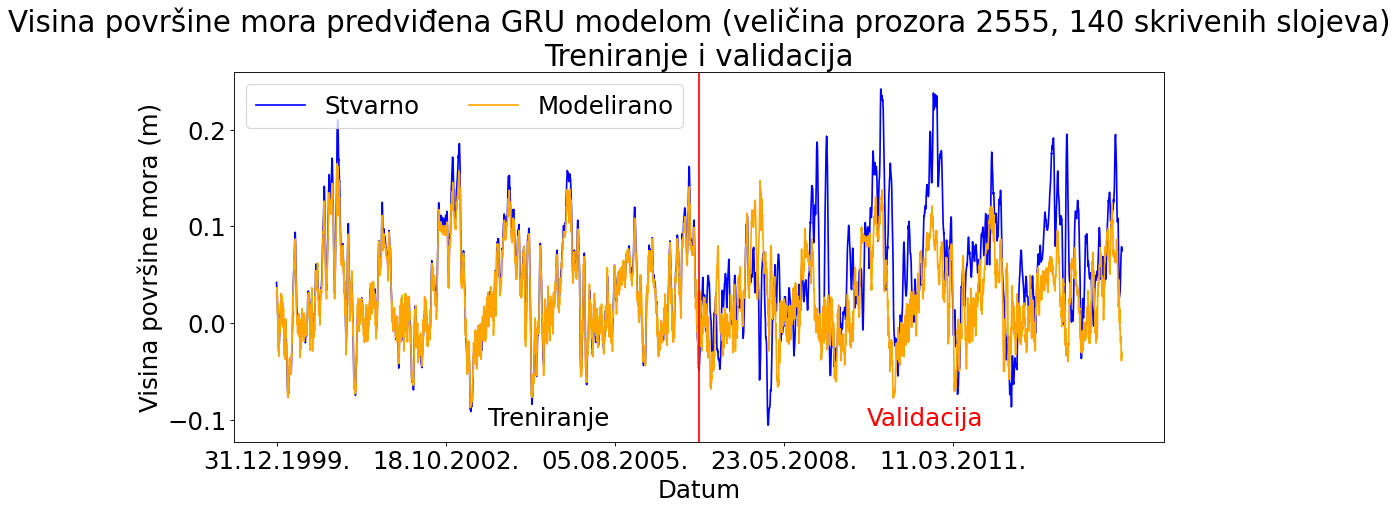 Visina površine mora predviđena GRU modelom (veličina prozora 2555, 140 skrivenih slojeva)
Treniranje i validacija
Stvarno Modelirano
Visina površine mora (m)
0.2
0.1
0.0
−0.1
Treniranje Validacija
31.12.1999. 18.10.2002. 05.08.2005. 23.05.2008. 11.03.2011.
Datum